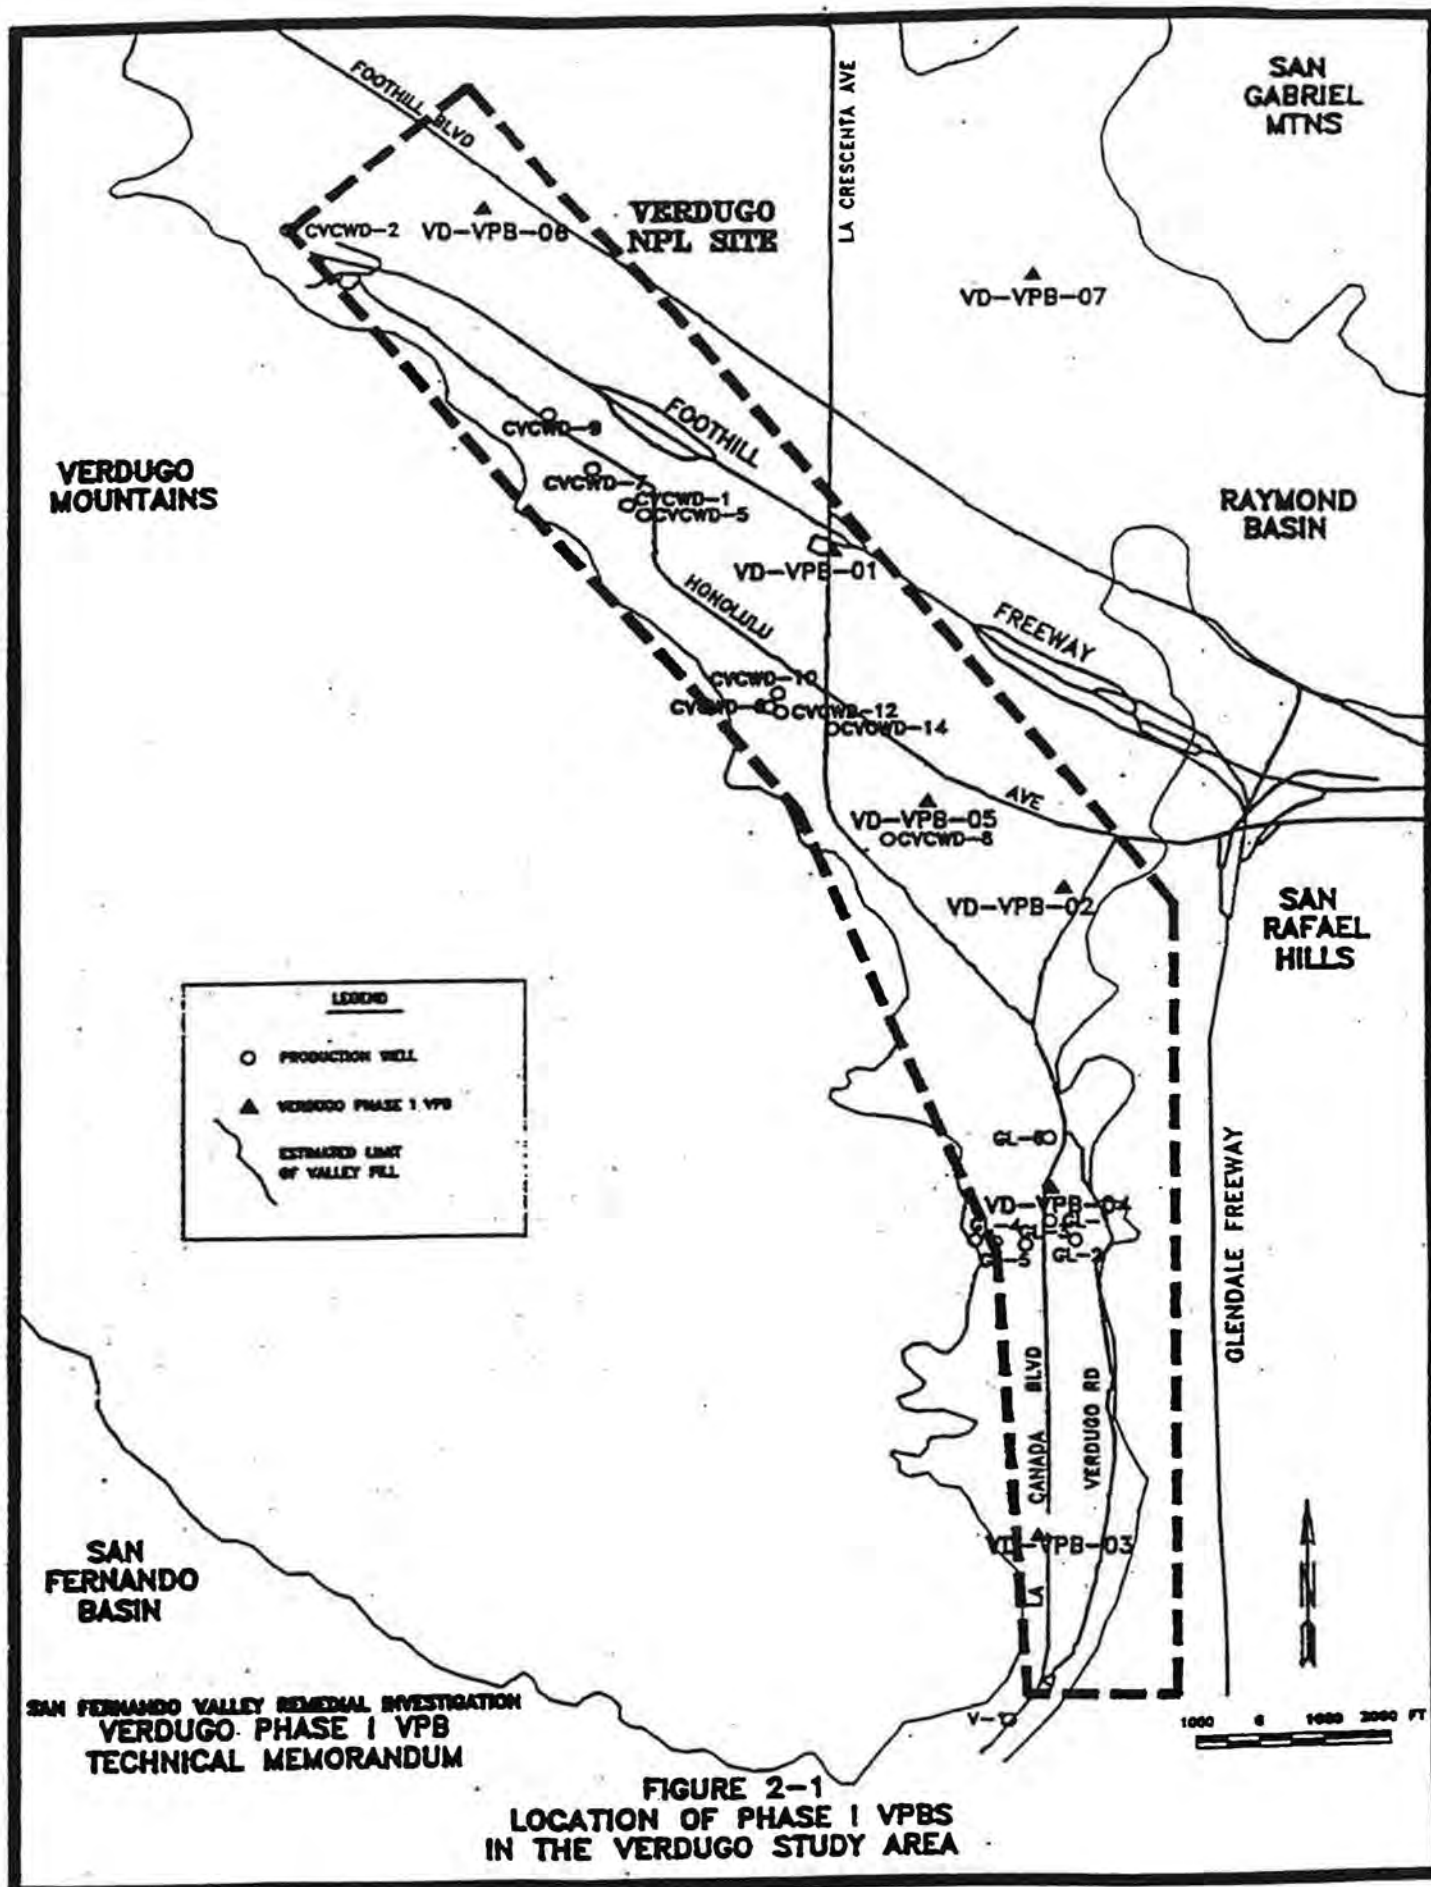 SAN
GABRIEL
MTNS
FOOTHILL BLVD
LA CRESCENTA AVE
VERDUGO
NPL SITE
CVCWD-2
VD-VPB-06
VD-VPB-07
CVCWD-9
FOOTHILL
VERDUGO
MOUNTAINS
CVCWD-7
CVCWD-1
CVCWD-5
RAYMOND
BASIN
VD-VPB-01
HONOLULU
FREEWAY
CVCWD-10
CVCWD-12
CVCWD-14
AVE
VD-VPB-05
CVCWD-8
VD-VPB-02
SAN
RAFAEL
HILLS
LEGEND
PRODUCTION WELL
VERDUGO PHASE 1 VPB
ESTIMATED LIMIT
OF VALLEY FILL
GL-6
VD-VPB-04
GL-4
GL-2
GLENDALE FREEWAY
LA CANADA BLVD
VERDUGO RD
VD-VPB-03
SAN
FERNANDO
BASIN
V-1
1000 0 1000 2000 FT
N
SAN FERNANDO VALLEY REMEDIAL INVESTIGATION
VERDUGO PHASE I VPB
TECHNICAL MEMORANDUM
FIGURE 2-1
LOCATION OF PHASE I VPBS
IN THE VERDUGO STUDY AREA